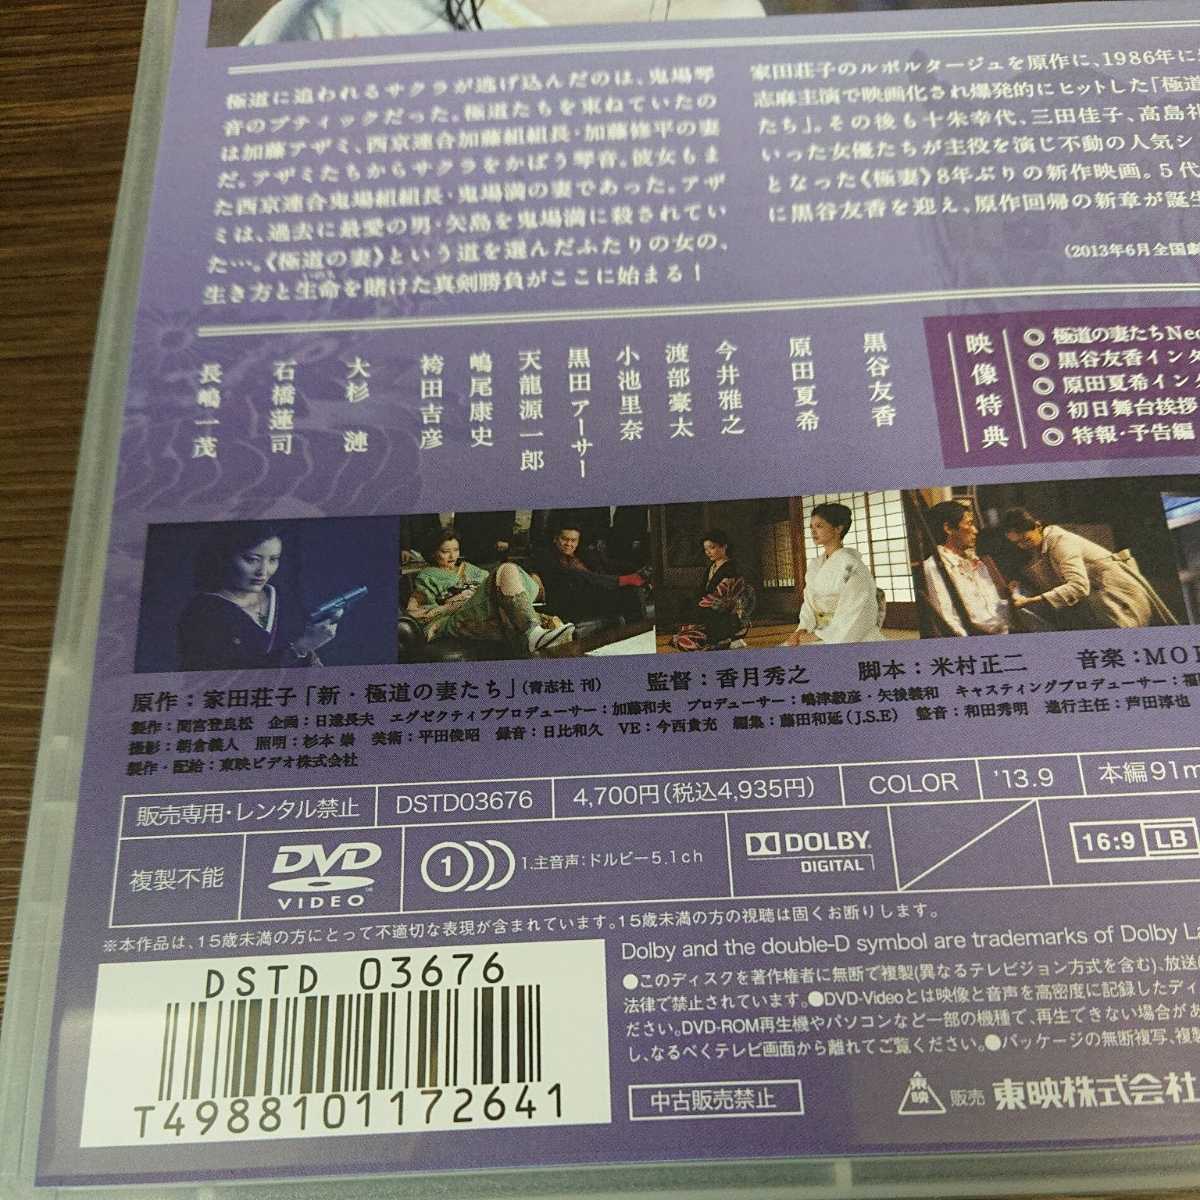 極道に追われるサクラが逃げ込んだのは、鬼場琴
音のブティックだった。極道たちを束ねていたの
は加藤アザミ、西京連合加藤組組長・加藤修平の妻
だ。アザミたちからサクラをかばう琴音。彼女もま
た西京連合鬼場組組長・鬼場満の妻であった。アザ
ミは、過去に最愛の男・矢島を鬼場満に殺されてい
た…。《極道の妻》という道を選んだふたりの女の、
生き方と生命を賭けた真剣勝負がここに始まる！
いのち
家田荘子のルポルタージュを原作に、1986年に
志麻主演で映画化され爆発的にヒットした「極道
たち」。その後も十朱幸代、三田佳子、高島礼
いった女優たちが主役を演じ不動の人気シ
となった《極妻》8年ぶりの新作映画。5代
に黒谷友香を迎え、原作回帰の新章が誕生
(2013年6月全国劇
黒谷友香
原田夏希
今井雅之
渡部豪太
小池里奈
黒田アーサー
天龍源一郎
嶋尾康史
袴田吉彦
大杉 漣
石橋蓮司
長嶋一茂
映像特典
◎ 極道の妻たちNeo
◎ 黒谷友香インタ
◎ 原田夏希イン
◎ 初日舞台挨拶
◎ 特報・予告編
原作：家田荘子「新・極道の妻たち」(青志社 刊) 監督：香月秀之 脚本：米村正二 音楽：MO
製作：間宮登良松 企画：日達長夫 エグゼクティブプロデューサー：加藤和夫 プロデューサー：嶋津毅彦・矢後義和 キャスティングプロデューサー：福
撮影：朝倉義人 照明：杉本崇 美術：平田俊昭 録音：日比和久 VE：今西貴充 編集：藤田和延(J.S.E) 整音：和田秀明 進行主任：芦田淳也
製作・配給：東映ビデオ株式会社
販売専用・レンタル禁止 DSTD03676 4,700円(税込4,935円) COLOR '13.9 本編91m
複製不能 DVD VIDEO 1 1.主音声：ドルビー5.1ch DOLBY DIGITAL 16:9 LB
※本作品は、15歳未満の方にとって不適切な表現が含まれています。15歳未満の方の視聴は固くお断りします。
DSTD 03676
T4988101172641
Dolby and the double-D symbol are trademarks of Dolby La
●このディスクを著作権者に無断で複製(異なるテレビジョン方式を含む)、放送
法律で禁止されています。●DVD-Videoとは映像と音声を高密度に記録したディ
ださい。DVD-ROM再生機やパソコンなど一部の機種で、再生できない場合があ
し、なるべくテレビ画面から離れてご覧ください。●パッケージの無断複写、複製
中古販売禁止 東映 販売 東映株式会社